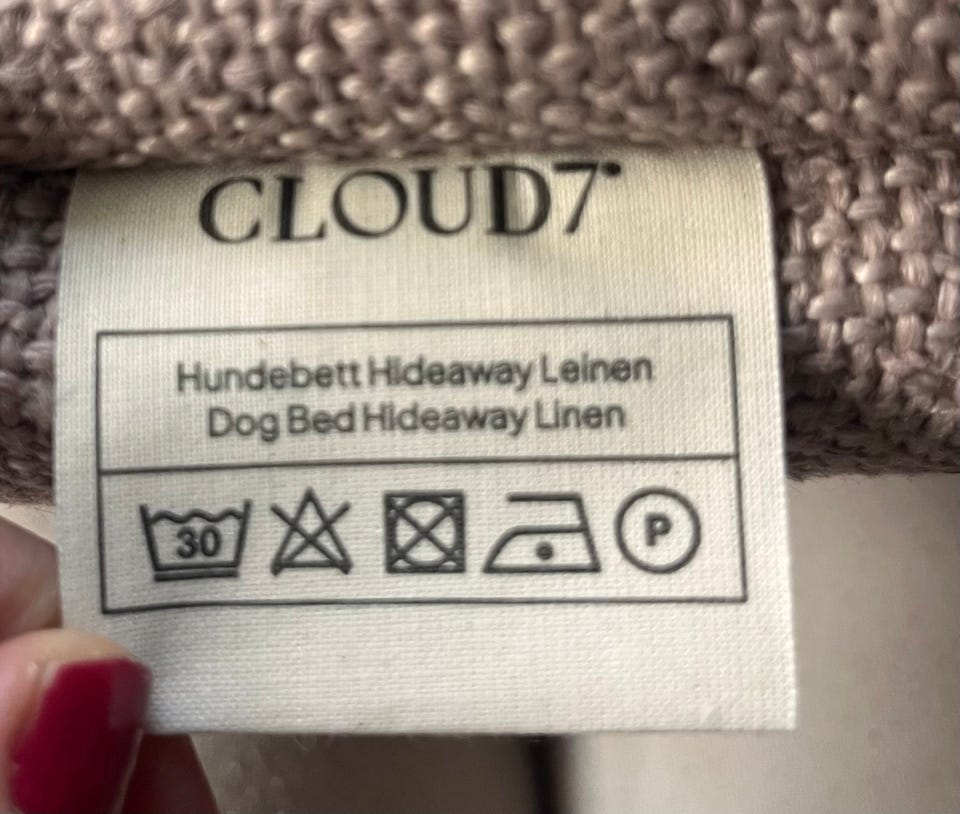 CLOUD7
Hundebett Hideaway Leinen
Dog Bed Hideaway Linen
30
P